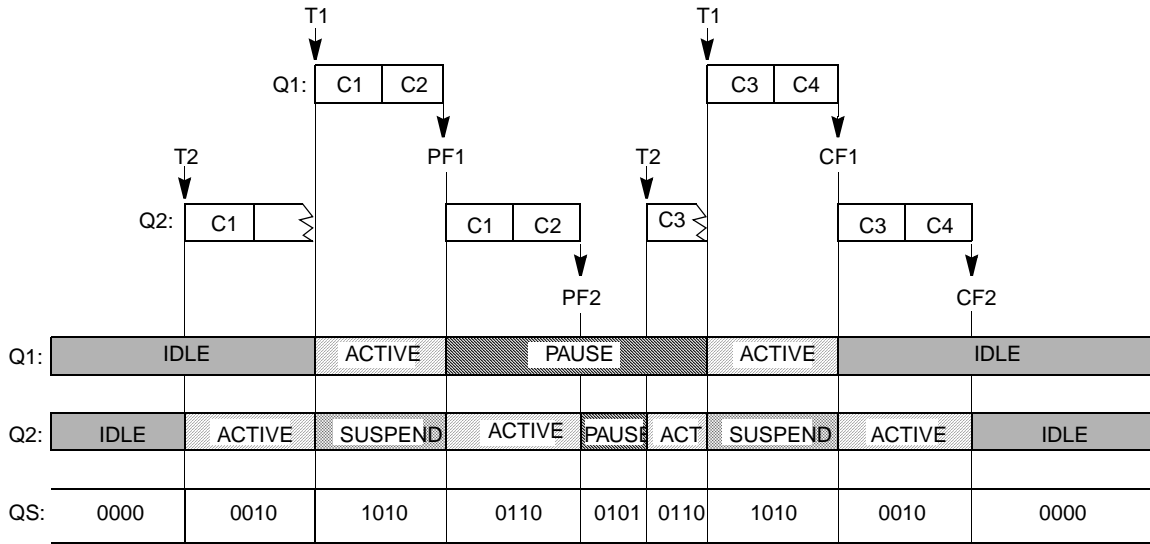 T1 T1
Q1: C1 C2 C3 C4
T2 PF1 T2 CF1
Q2: C1 C1 C2 C3 C3 C4
PF2 CF2
Q1: IDLE ACTIVE PAUSE ACTIVE IDLE
Q2: IDLE ACTIVE SUSPEND ACTIVE PAUSE ACT SUSPEND ACTIVE IDLE
QS: 0000 0010 1010 0110 0101 0110 1010 0010 0000